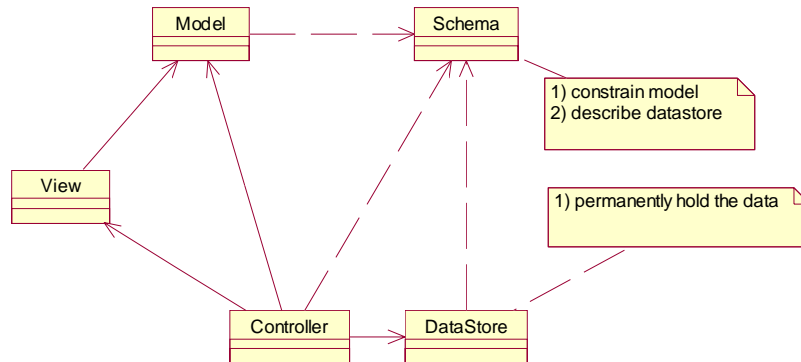 Model
Schema
1) constrain model
2) describe datastore
View
1) permanently hold the data
Controller
DataStore